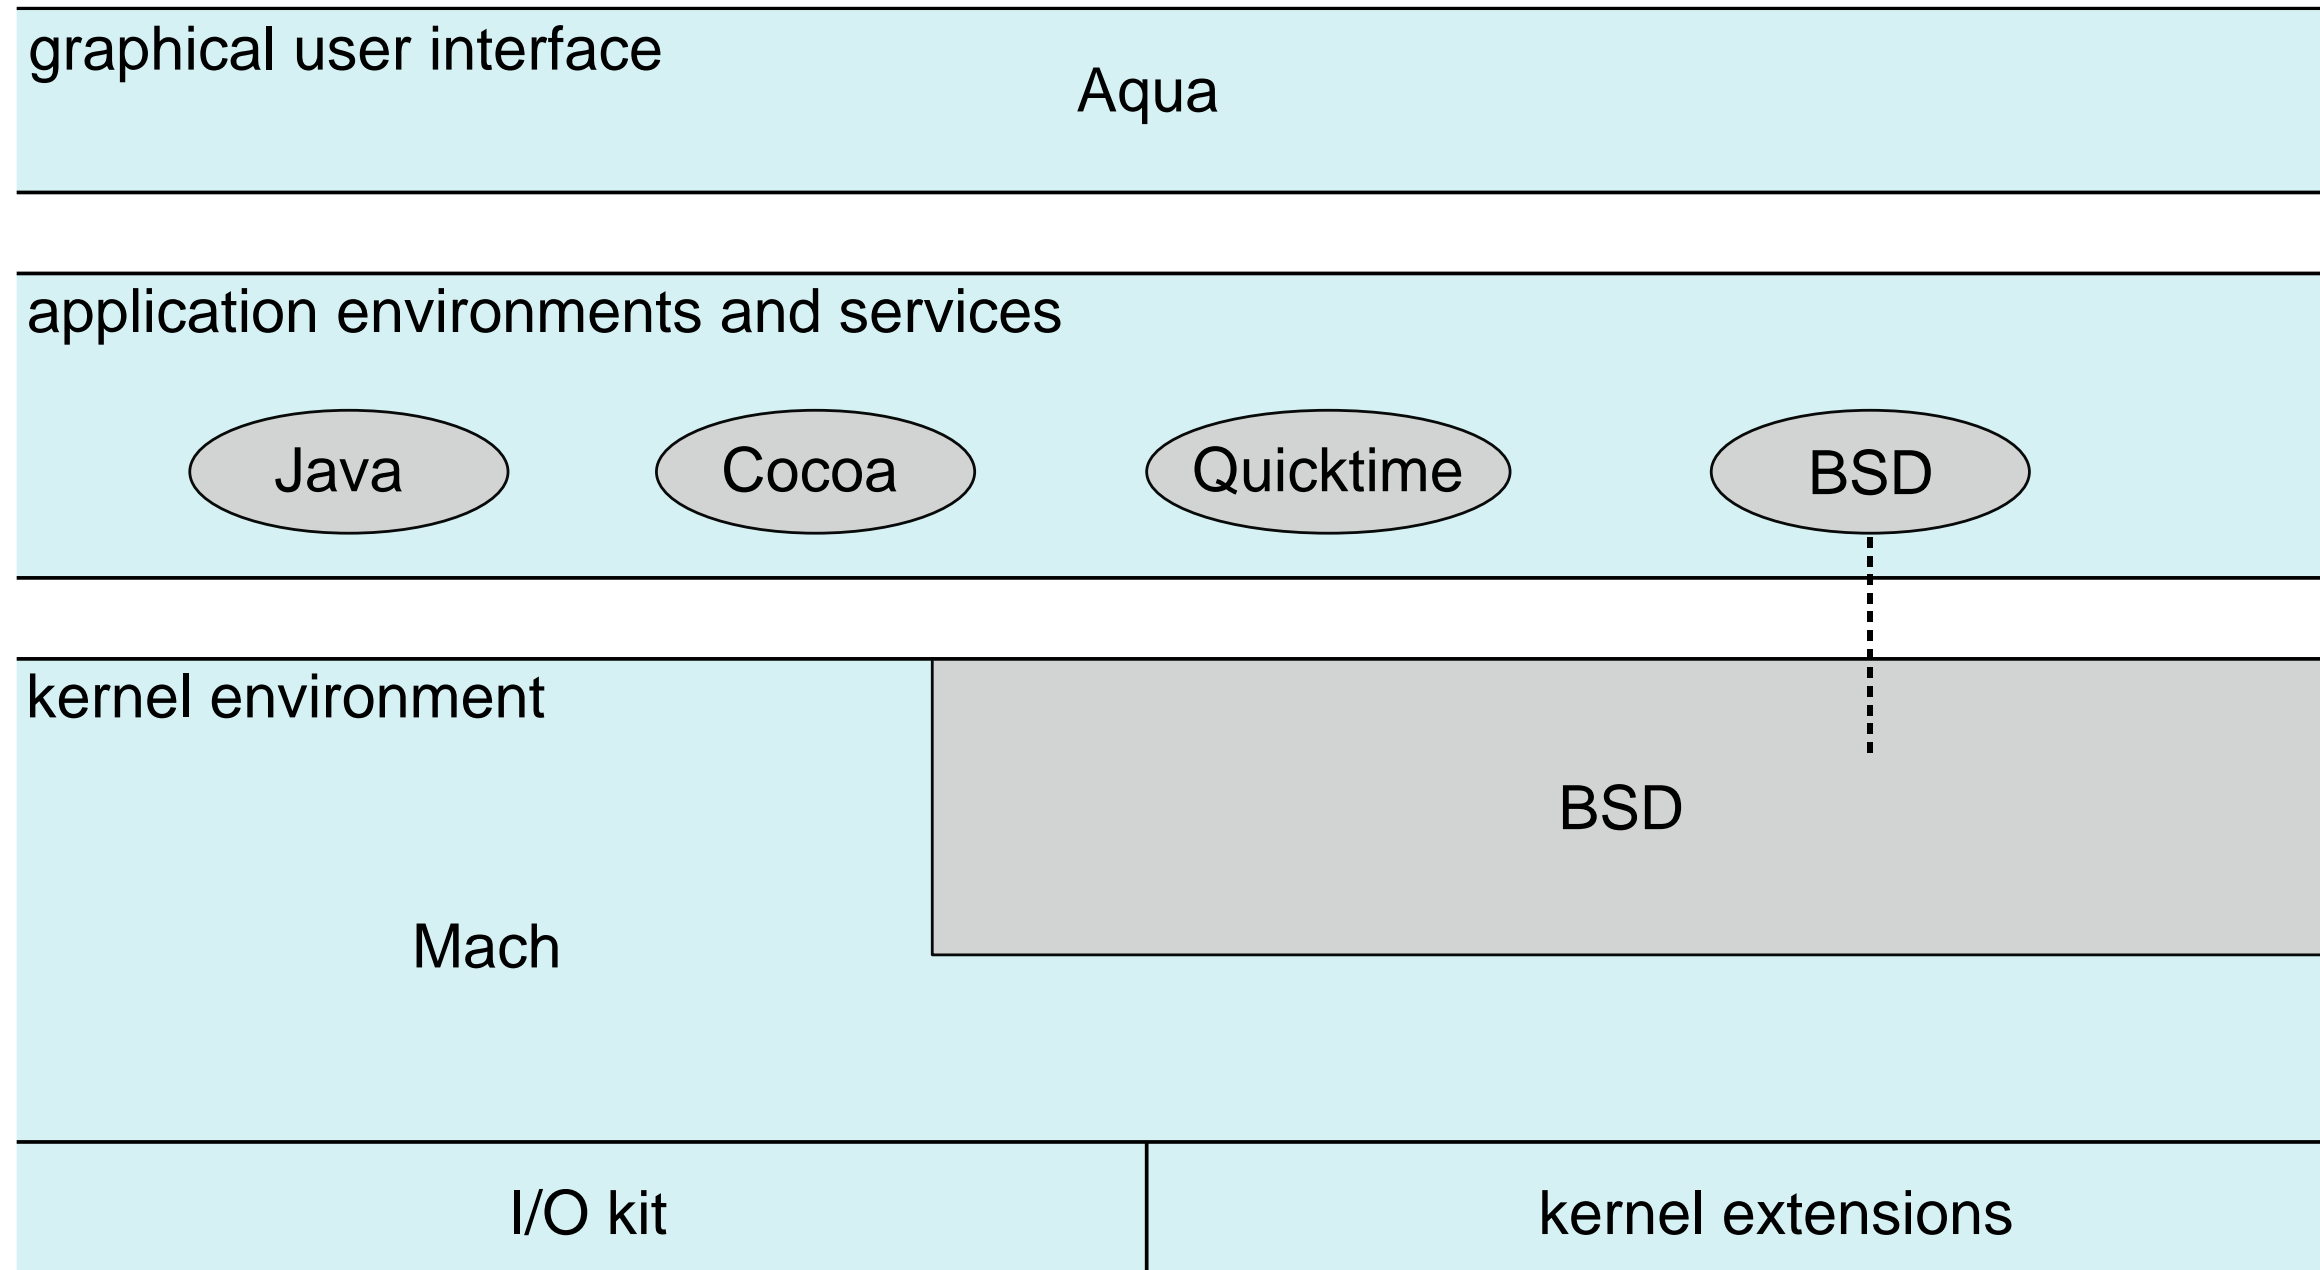 graphical user interface
Aqua
application environments and services
Java
Cocoa
Quicktime
BSD
kernel environment
BSD
Mach
I/O kit
kernel extensions